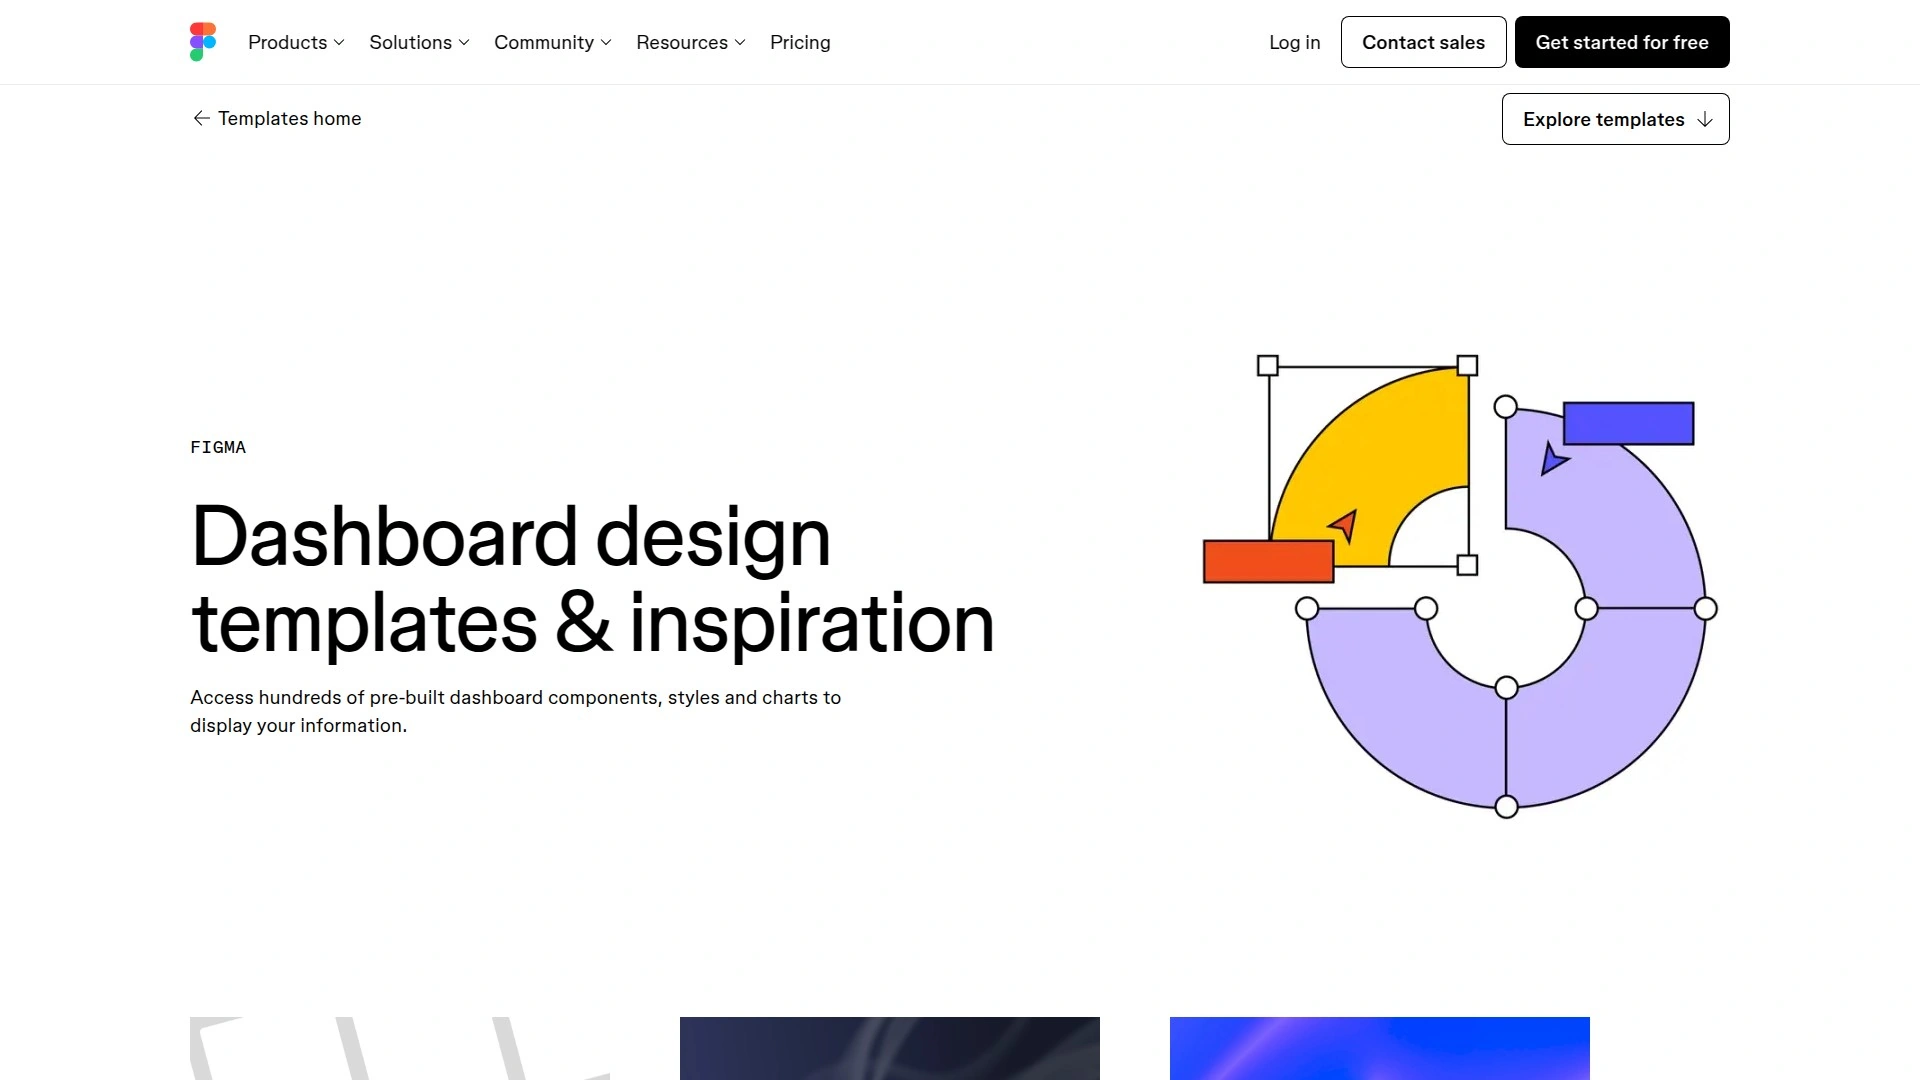 Products
Solutions
Community
Resources
Pricing
Log in
Contact sales
Get started for free
Templates home
Explore templates
FIGMA
Dashboard design
templates & inspiration
Access hundreds of pre-built dashboard components, styles and charts to
display your information.